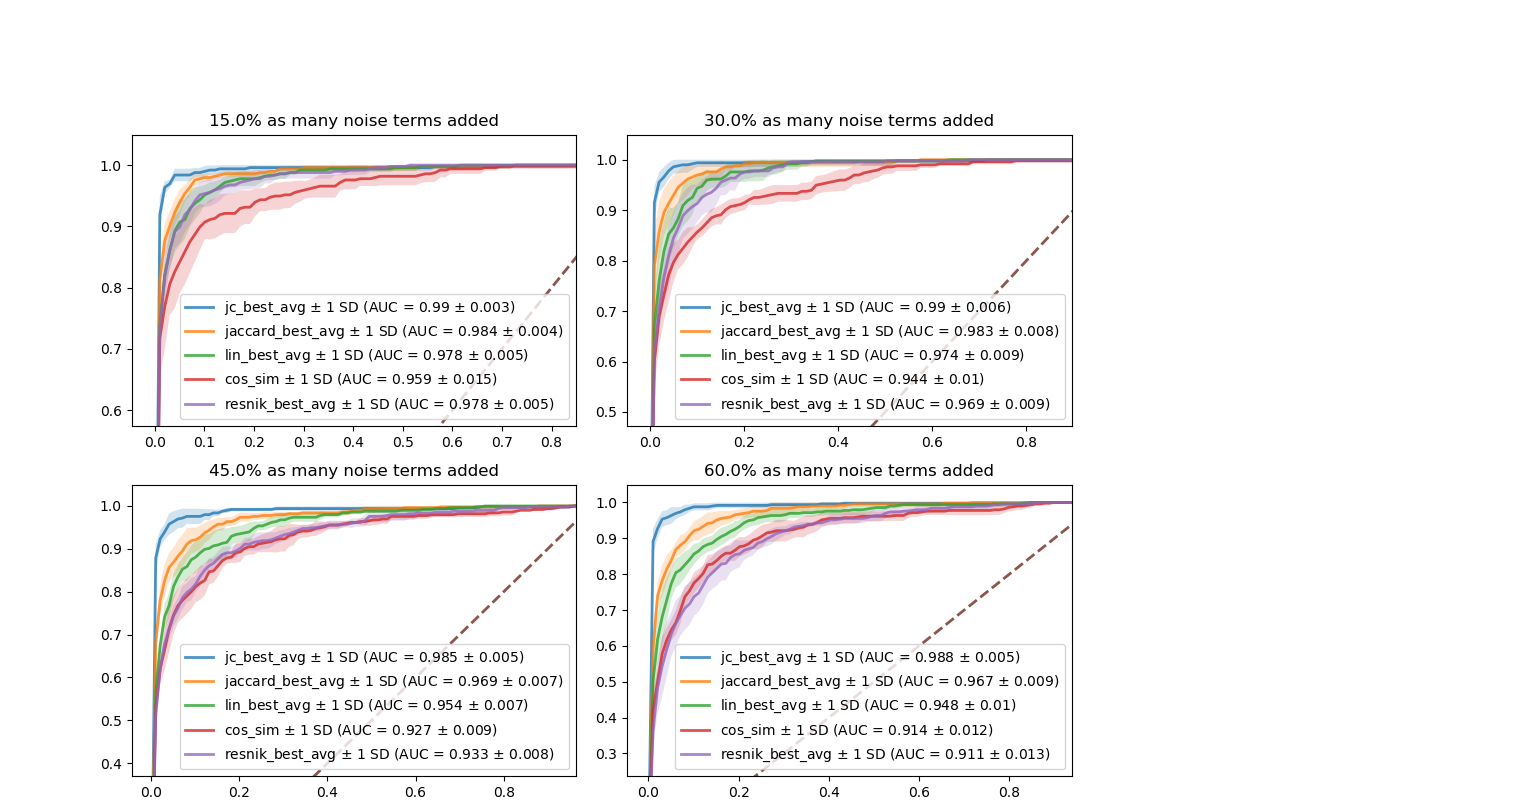 15.0% as many noise terms added
1.0
0.9
0.8
0.7
0.6
jc_best_avg ± 1 SD (AUC = 0.99 ± 0.003)
jaccard_best_avg ± 1 SD (AUC = 0.984 ± 0.004)
lin_best_avg ± 1 SD (AUC = 0.978 ± 0.005)
cos_sim ± 1 SD (AUC = 0.959 ± 0.015)
resnik_best_avg ± 1 SD (AUC = 0.978 ± 0.005)
0.0 0.1 0.2 0.3 0.4 0.5 0.6 0.7 0.8
30.0% as many noise terms added
1.0
0.9
0.8
0.7
0.6
0.5
jc_best_avg ± 1 SD (AUC = 0.99 ± 0.006)
jaccard_best_avg ± 1 SD (AUC = 0.983 ± 0.008)
lin_best_avg ± 1 SD (AUC = 0.974 ± 0.009)
cos_sim ± 1 SD (AUC = 0.944 ± 0.01)
resnik_best_avg ± 1 SD (AUC = 0.969 ± 0.009)
0.0 0.2 0.4 0.6 0.8
45.0% as many noise terms added
1.0
0.9
0.8
0.7
0.6
0.5
0.4
jc_best_avg ± 1 SD (AUC = 0.985 ± 0.005)
jaccard_best_avg ± 1 SD (AUC = 0.969 ± 0.007)
lin_best_avg ± 1 SD (AUC = 0.954 ± 0.007)
cos_sim ± 1 SD (AUC = 0.927 ± 0.009)
resnik_best_avg ± 1 SD (AUC = 0.933 ± 0.008)
0.0 0.2 0.4 0.6 0.8
60.0% as many noise terms added
1.0
0.9
0.8
0.7
0.6
0.5
0.4
0.3
jc_best_avg ± 1 SD (AUC = 0.988 ± 0.005)
jaccard_best_avg ± 1 SD (AUC = 0.967 ± 0.009)
lin_best_avg ± 1 SD (AUC = 0.948 ± 0.01)
cos_sim ± 1 SD (AUC = 0.914 ± 0.012)
resnik_best_avg ± 1 SD (AUC = 0.911 ± 0.013)
0.0 0.2 0.4 0.6 0.8